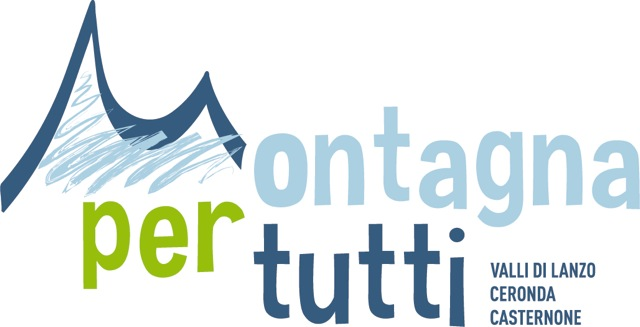 Montagna
per
tutti
VALLI DI LANZO
CERONDA
CASTERNONE